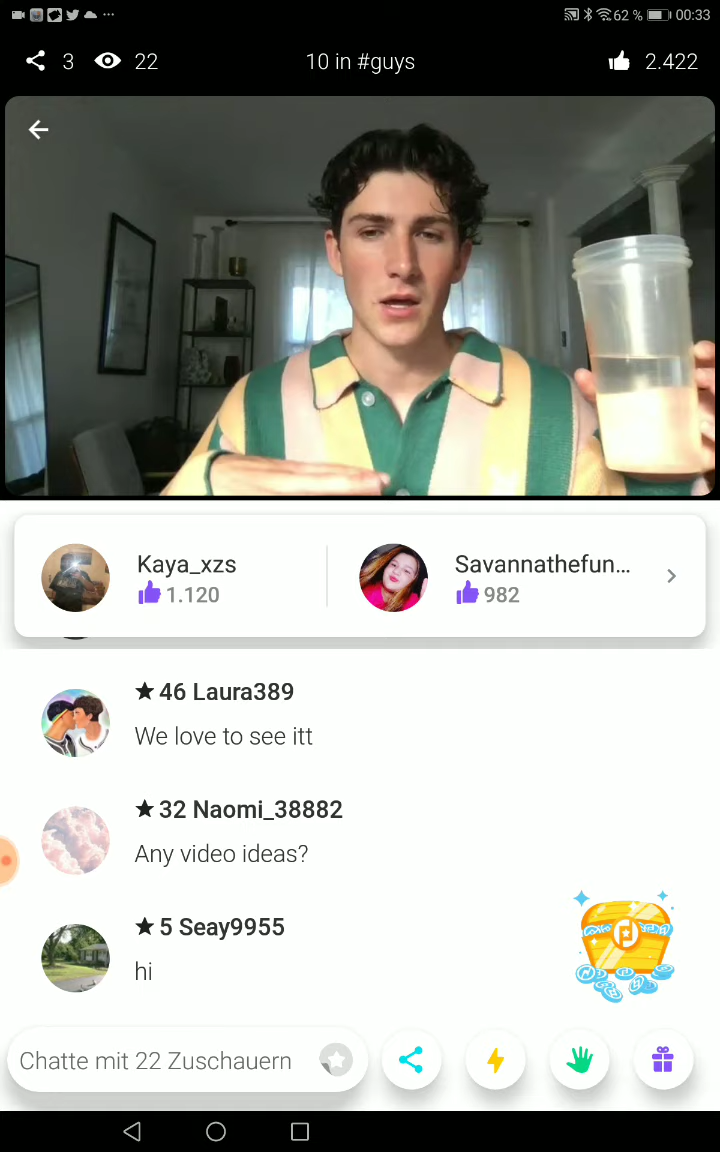 62 % 00:33
3 22 10 in #guys 2.422
Kaya_xzs Savannathefun...
1.120 982
★ 46 Laura389
We love to see itt
★ 32 Naomi_38882
Any video ideas?
★ 5 Seay9955
hi
Chatte mit 22 Zuschauern